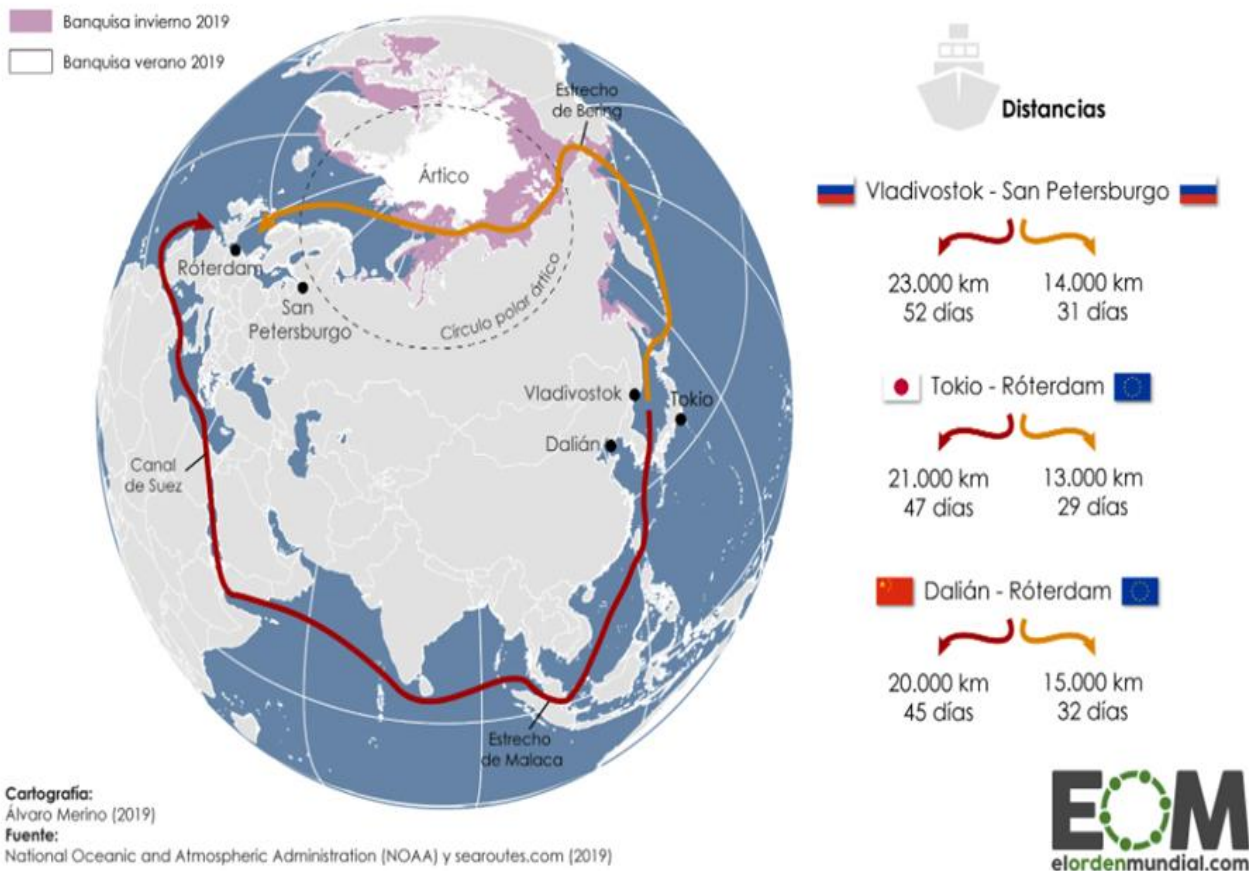 Banquisa invierno 2019
Banquisa verano 2019
Estrecho
de Bering
Ártico
Róterdam
San
Petersburgo
Círculo polar ártico
Vladivostok
Tokio
Dalián
Canal
de Suez
Estrecho
de Malaca
Distancias
Vladivostok - San Petersburgo
23.000 km
14.000 km
52 días
31 días
Tokio - Róterdam
21.000 km
13.000 km
47 días
29 días
Dalián - Róterdam
20.000 km
15.000 km
45 días
32 días
Cartografía:
Álvaro Merino (2019)
Fuente:
National Oceanic and Atmospheric Administration (NOAA) y searoutes.com (2019)
EOM
elordenmundial.com